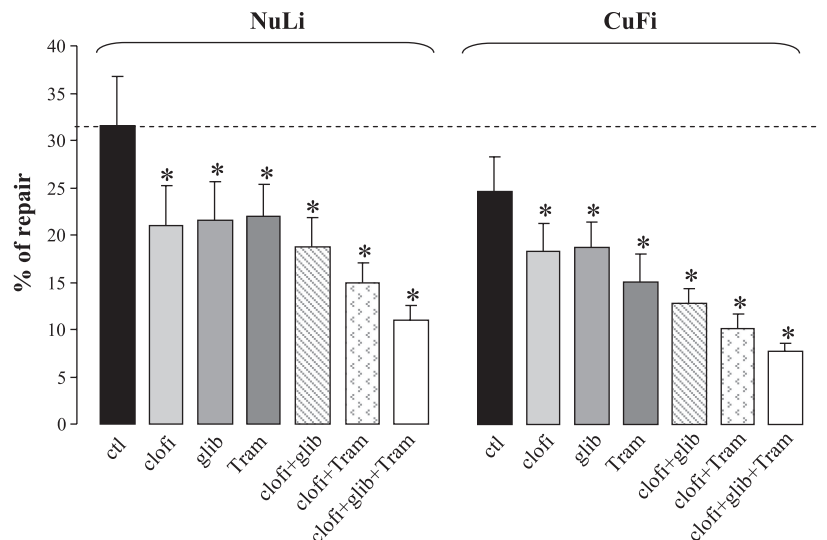 NuLi CuFi
40
35
30
25
20
15
10
5
0
% of repair
* * * * * *
* * * * * *
ctl clofi glib Tram clofi+glib clofi+Tram clofi+glib+Tram
ctl clofi glib Tram clofi+glib clofi+Tram clofi+glib+Tram